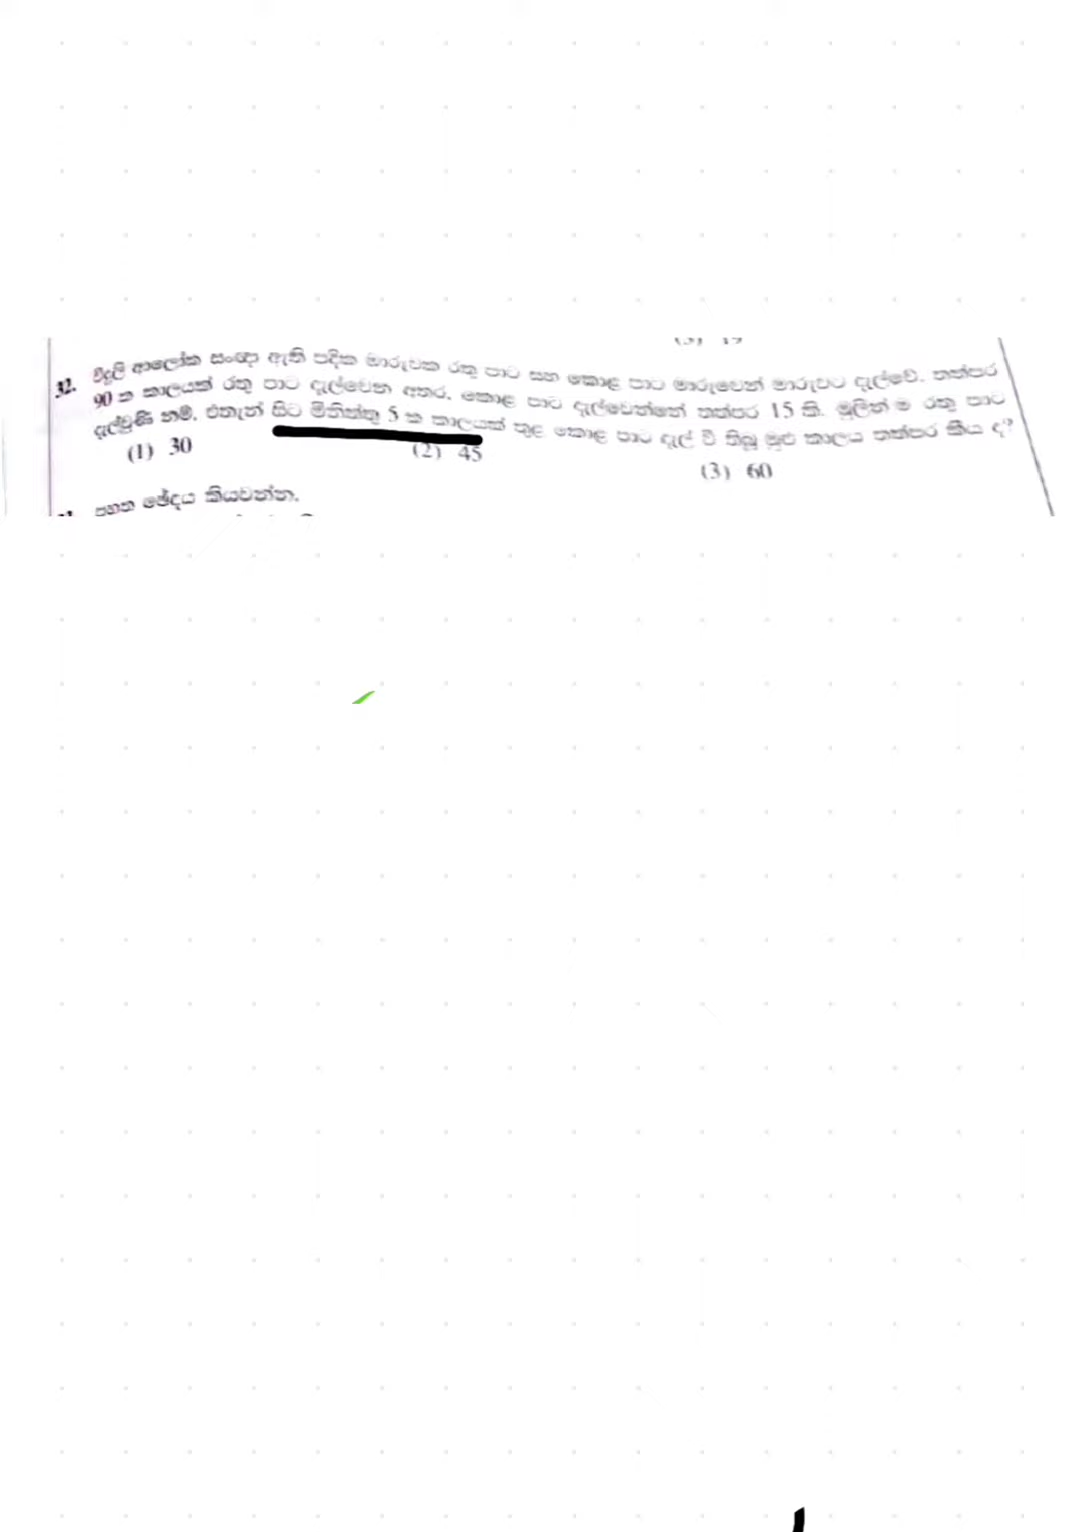 32. විදුලි ආලෝක සංඥා ඇති පදික මාරුවක රතු පාට සහ කොළ පාට මාරුවෙන් මාරුවට දැල්වේ. තත්පර
90 ක කාලයක් රතු පාට දැල්වෙන අතර, කොළ පාට දැල්වෙන්නේ තත්පර 15 කි. මුලින් ම රතු පාට
දැල්වුණි නම්, එතැන් සිට මිනිත්තු 5 ක කාලයක් තුළ කොළ පාට දැල් වී තිබූ මුළු කාලය තත්පර කීය ද?
(1) 30 (2) 45 (3) 60
පහත ඡේදය කියවන්න.